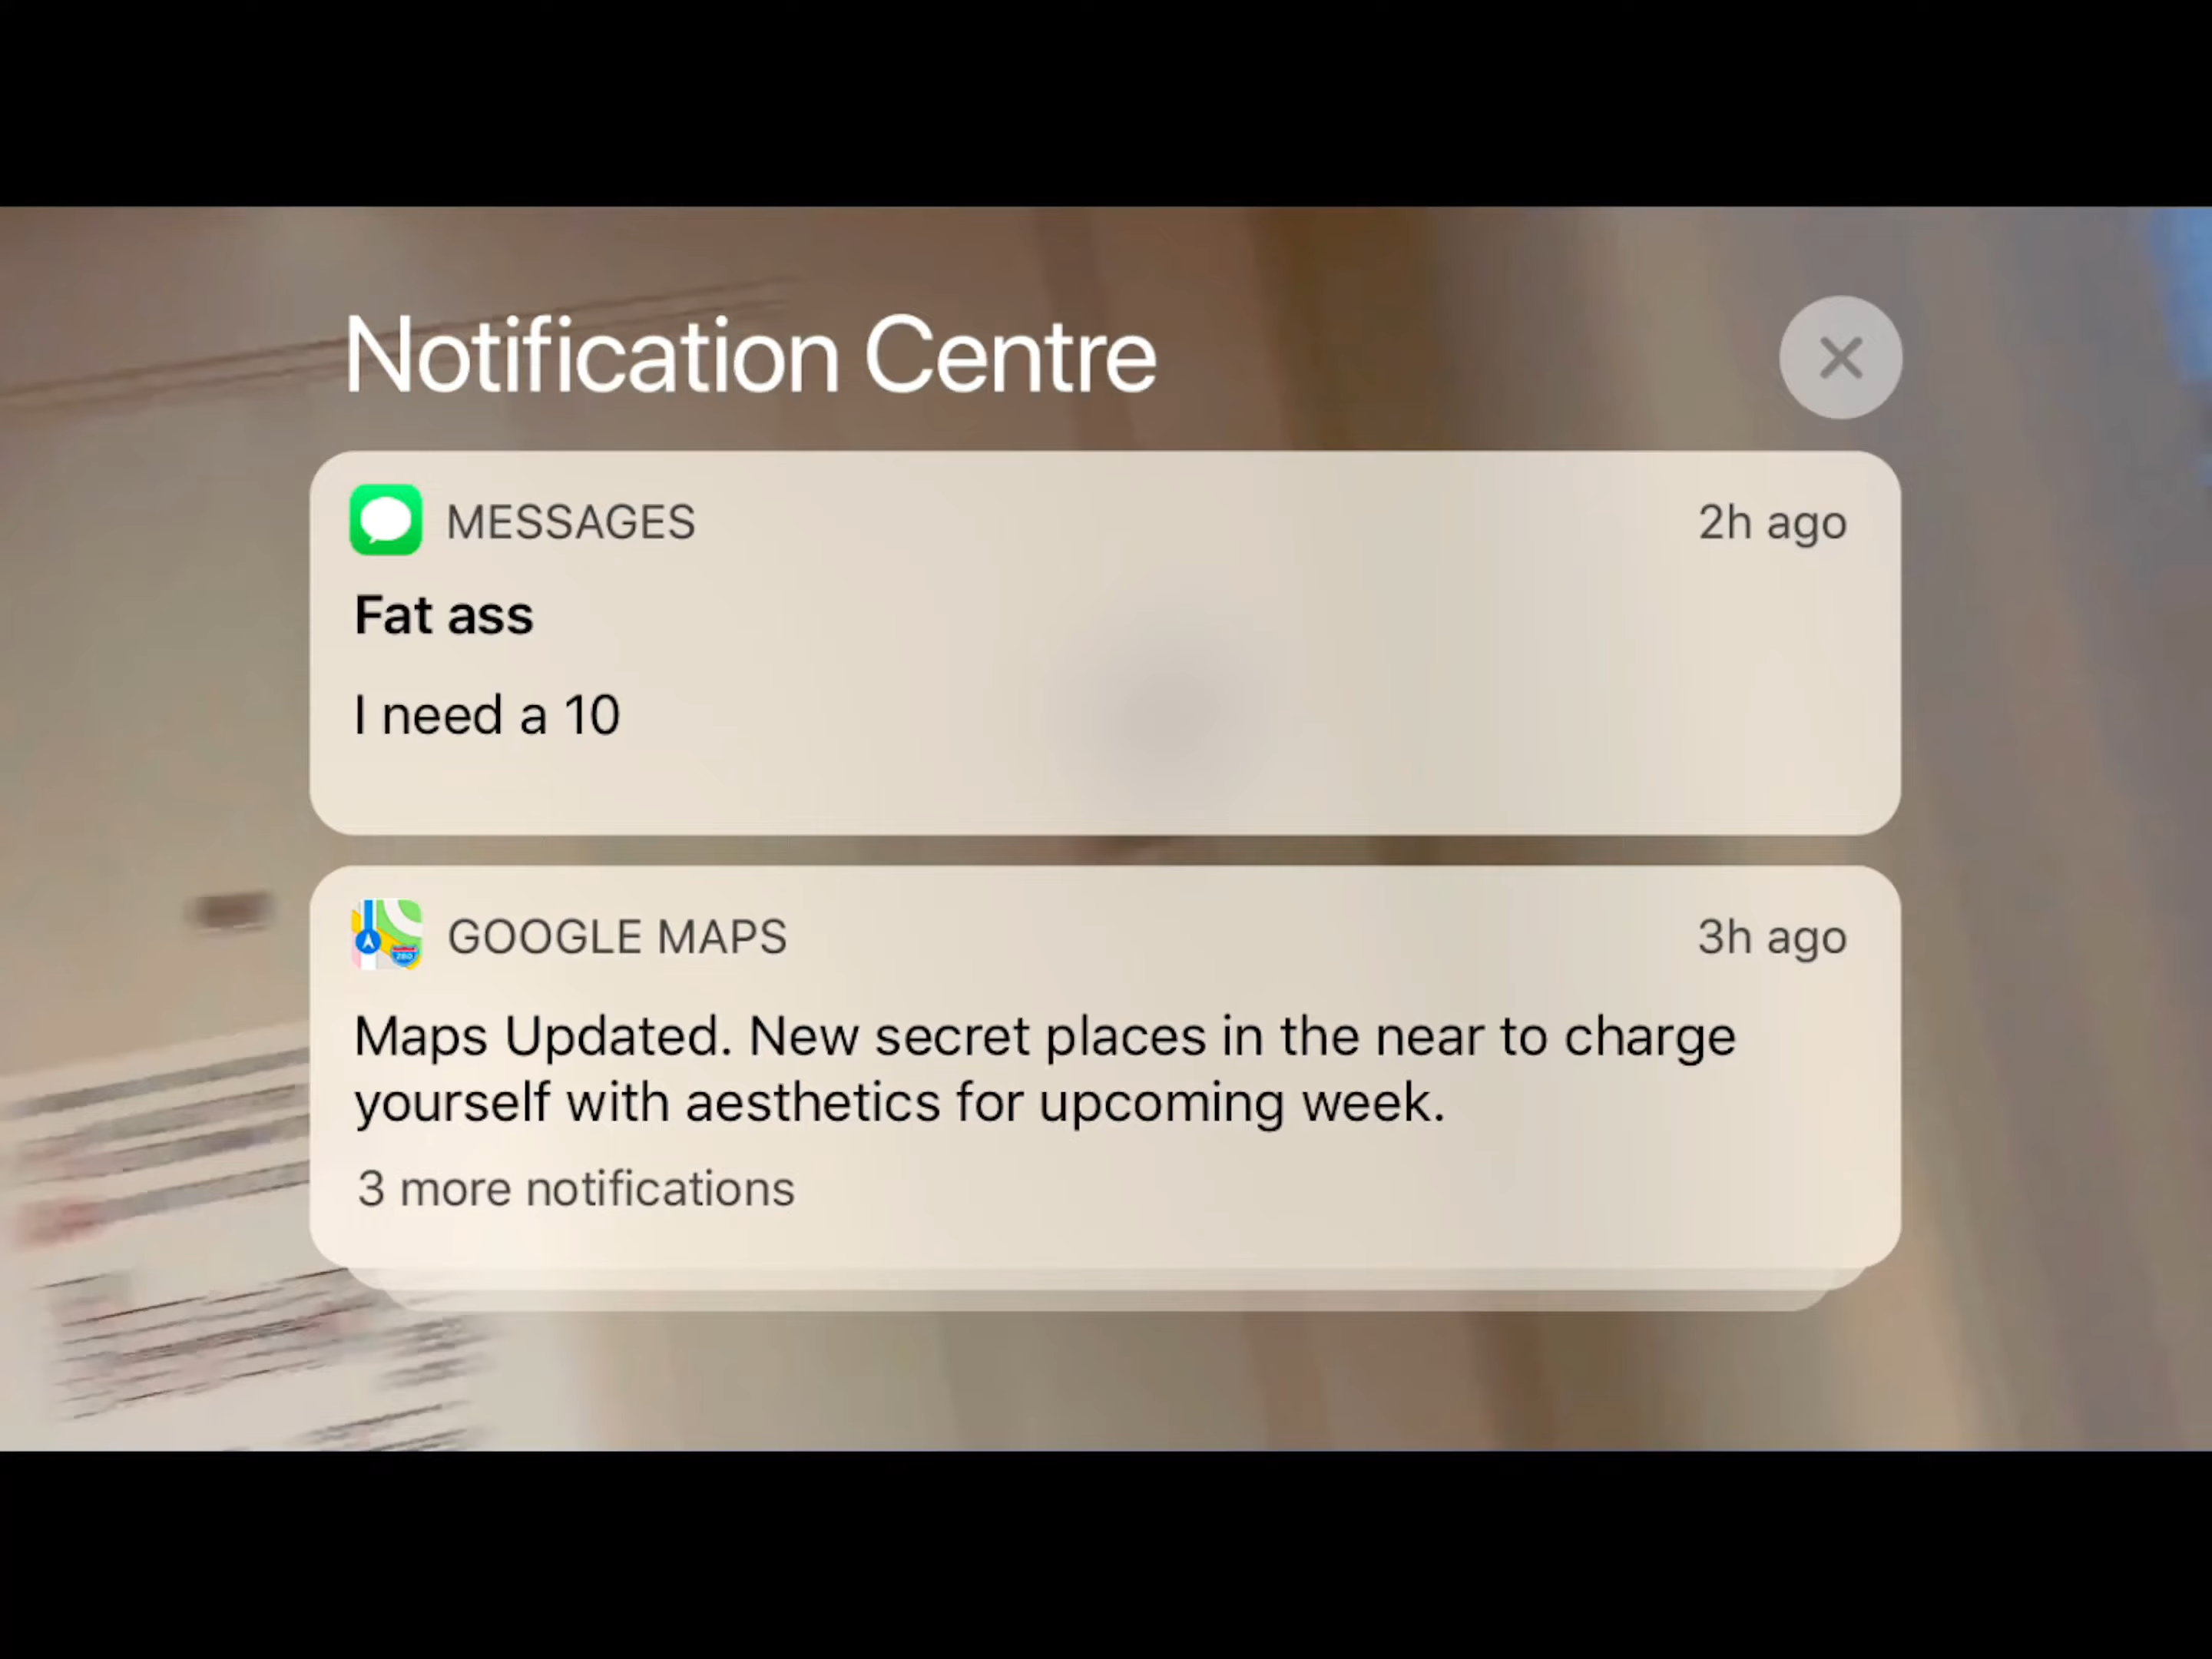 Notification Centre
MESSAGES
2h ago
Fat ass
I need a 10
GOOGLE MAPS
3h ago
Maps Updated. New secret places in the near to charge
yourself with aesthetics for upcoming week.
3 more notifications